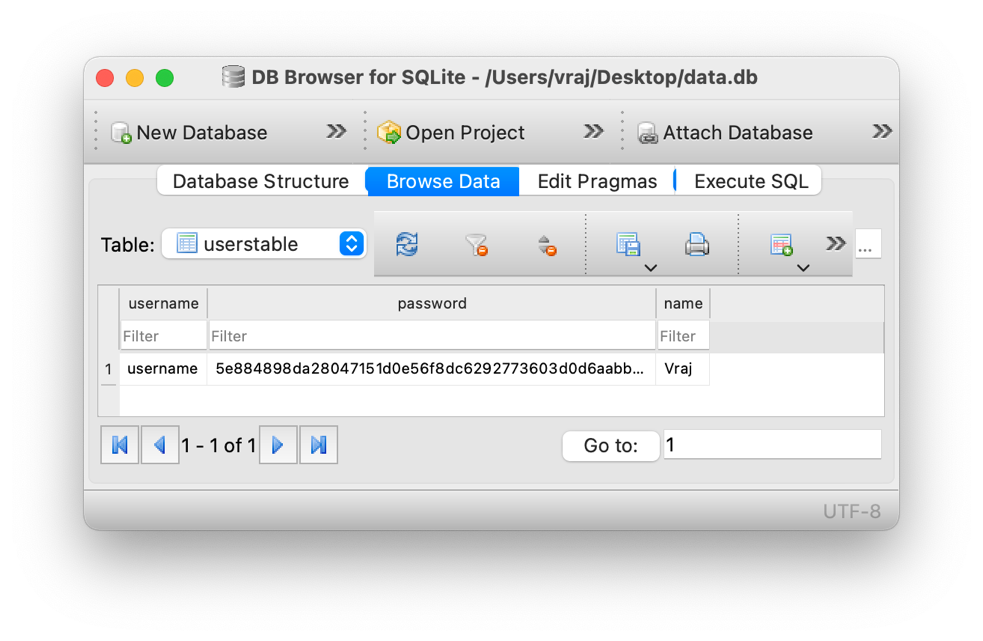 DB Browser for SQLite - /Users/vraj/Desktop/data.db
New Database » Open Project » Attach Database »
Database Structure Browse Data Edit Pragmas Execute SQL
Table: userstable » ...
username password name
Filter Filter Filter
1 username 5e884898da28047151d0e56f8dc6292773603d0d6aabb... Vraj
1 - 1 of 1 Go to: 1
UTF-8